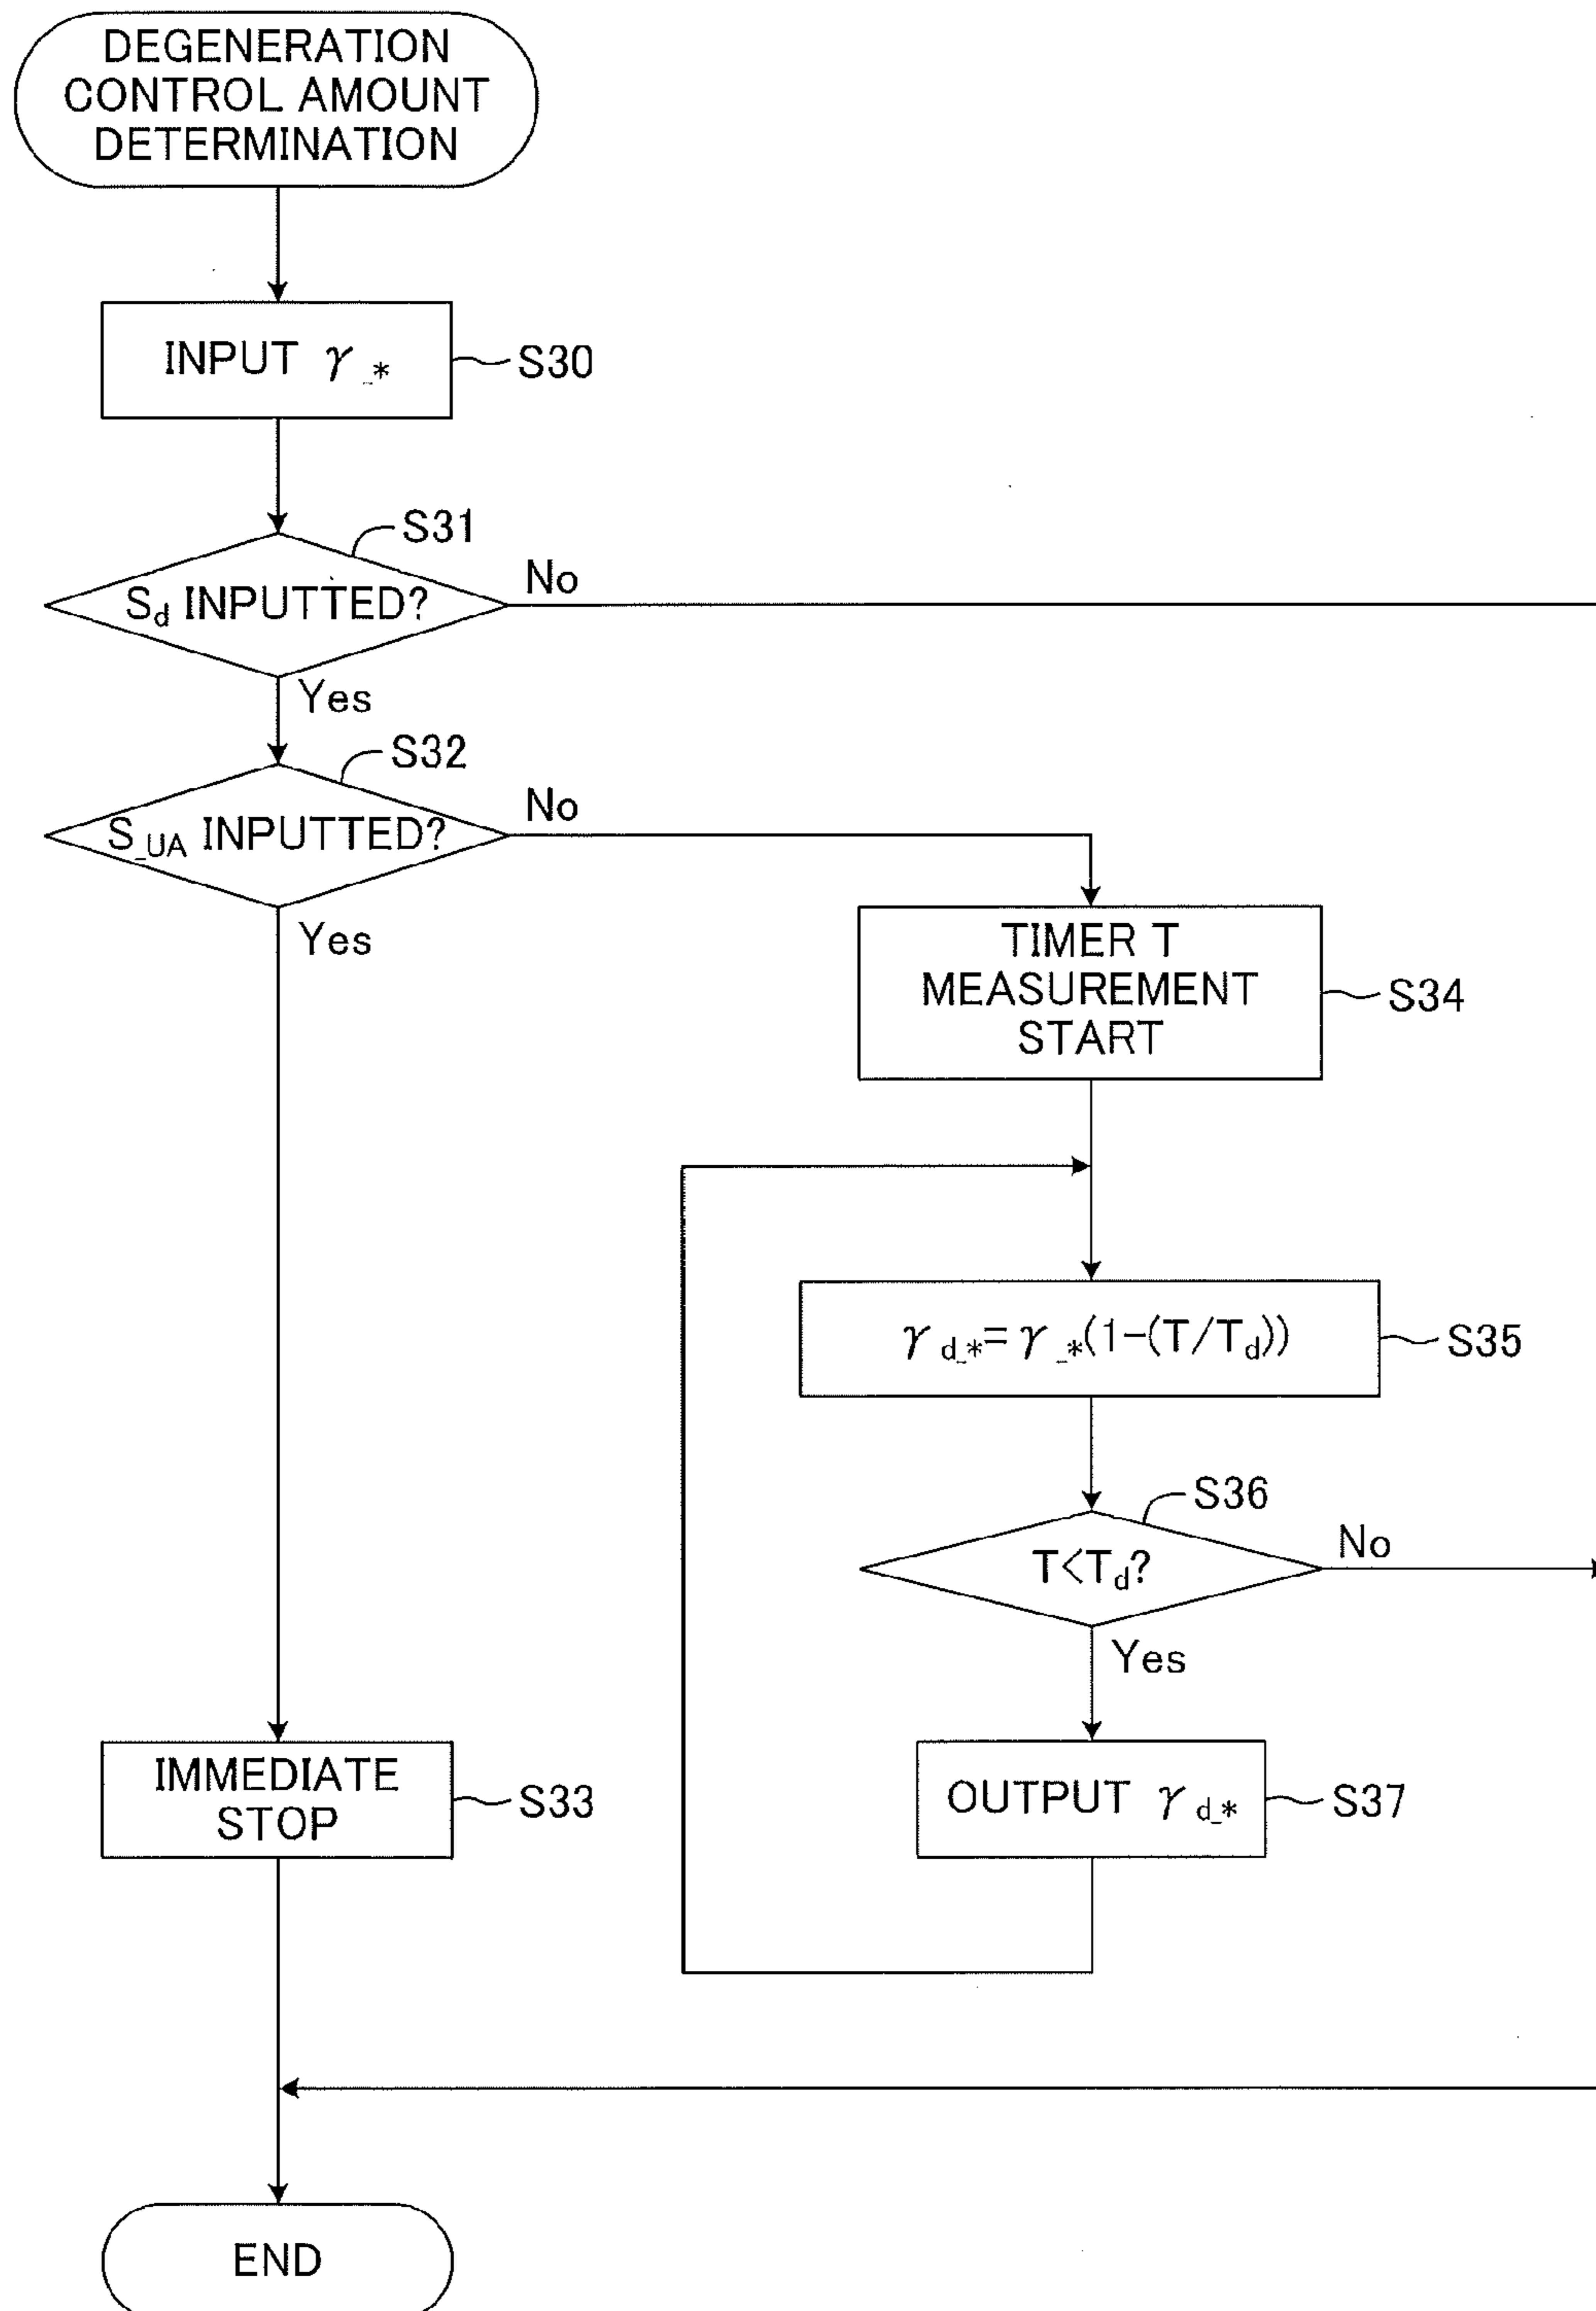 DEGENERATION
CONTROL AMOUNT
DETERMINATION
INPUT γ_*
S30
S31
Sd INPUTTED?
No
Yes
S32
S_UA INPUTTED?
No
Yes
TIMER T
MEASUREMENT
START
S34
γd_*=γ_*(1-(T/Td))
S35
S36
T<Td?
No
Yes
IMMEDIATE
STOP
S33
OUTPUT γd_*
S37
END